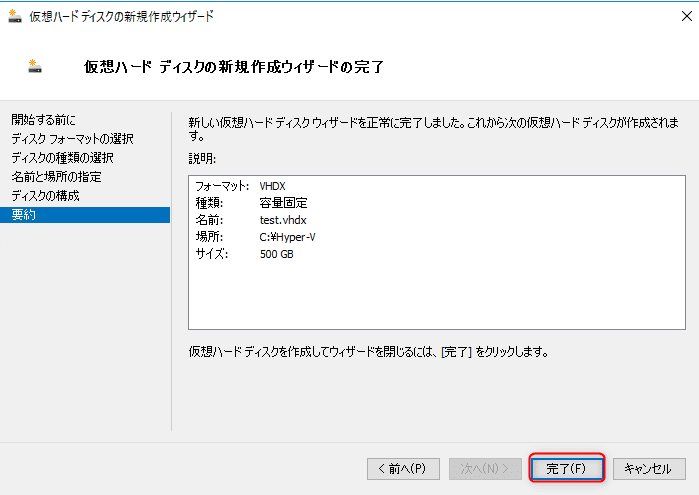 仮想ハード ディスクの新規作成ウィザード
仮想ハード ディスクの新規作成ウィザードの完了
開始する前に
ディスク フォーマットの選択
ディスクの種類の選択
名前と場所の指定
ディスクの構成
要約
新しい仮想ハード ディスク ウィザードを正常に完了しました。これから次の仮想ハード ディスクが作成されま
す。
説明:
フォーマット: VHDX
種類: 容量固定
名前: test.vhdx
場所: C:¥Hyper-V
サイズ: 500 GB
仮想ハード ディスクを作成してウィザードを閉じるには、[完了] をクリックします。
< 前へ(P)
次へ(N) >
完了(F)
キャンセル